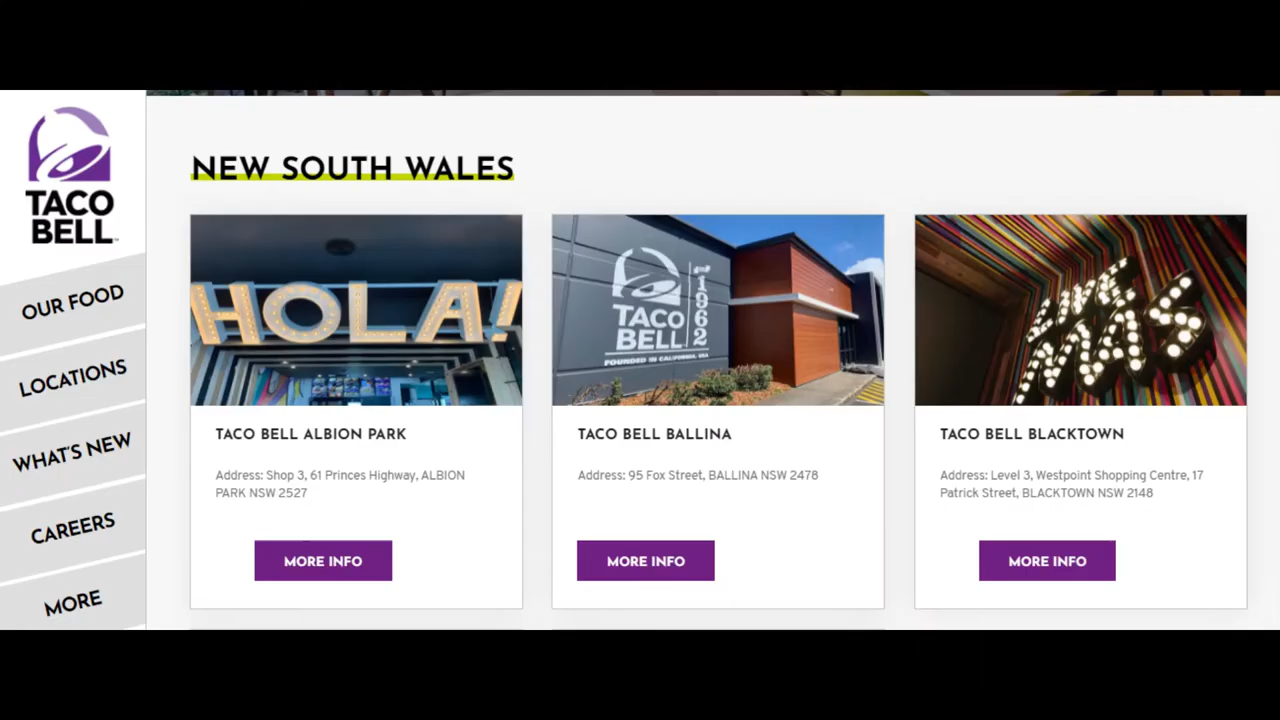 TACO
BELL
OUR FOOD
LOCATIONS
WHAT'S NEW
CAREERS
MORE
NEW SOUTH WALES
HOLA!
TACO
BELL
1962
FOUNDED IN CALIFORNIA, USA
LIVE
MÁS
TACO BELL ALBION PARK
Address: Shop 3, 61 Princes Highway, ALBION
PARK NSW 2527
MORE INFO
TACO BELL BALLINA
Address: 95 Fox Street, BALLINA NSW 2478
MORE INFO
TACO BELL BLACKTOWN
Address: Level 3, Westpoint Shopping Centre, 17
Patrick Street, BLACKTOWN NSW 2148
MORE INFO